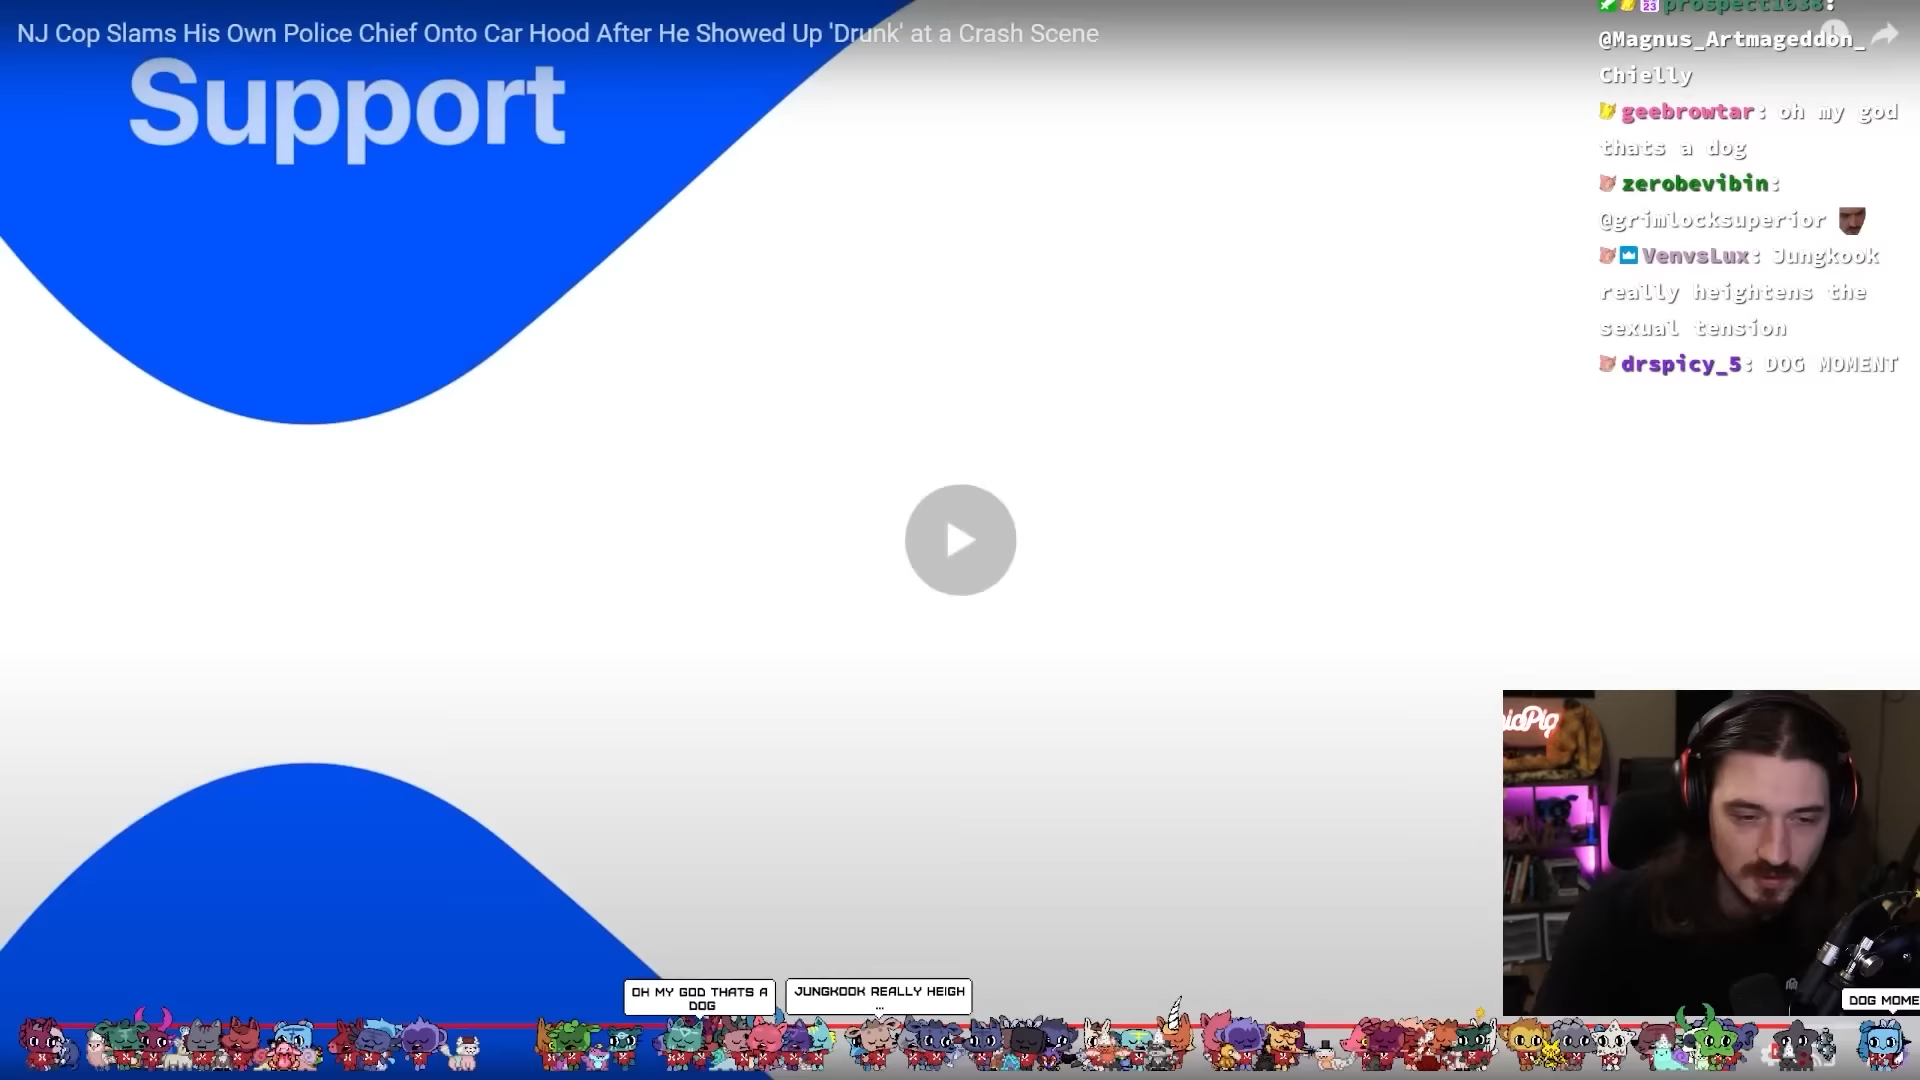 NJ Cop Slams His Own Police Chief Onto Car Hood After He Showed Up 'Drunk' at a Crash Scene
Support
23 prospect1638:
@Magnus_Artmageddon_
Chielly
geebrowtar: oh my god
thats a dog
zerobevibin:
@grimlocksuperior
VenvsLux: Jungkook
really heightens the
sexual tension
drspicy_5: DOG MOMENT
OH MY GOD THATS A
DOG
JUNGKOOK REALLY HEIGH
...
DOG MOME